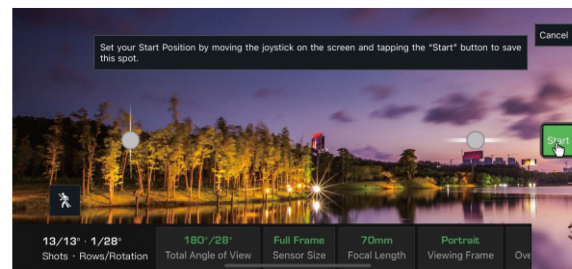 Cancel
Set your Start Position by moving the joystick on the screen and tapping the “Start” button to save
this spot.
Start
13/13° · 1/28°
Shots · Rows/Rotation
180°/28°
Total Angle of View
Full Frame
Sensor Size
70mm
Focal Length
Portrait
Viewing Frame